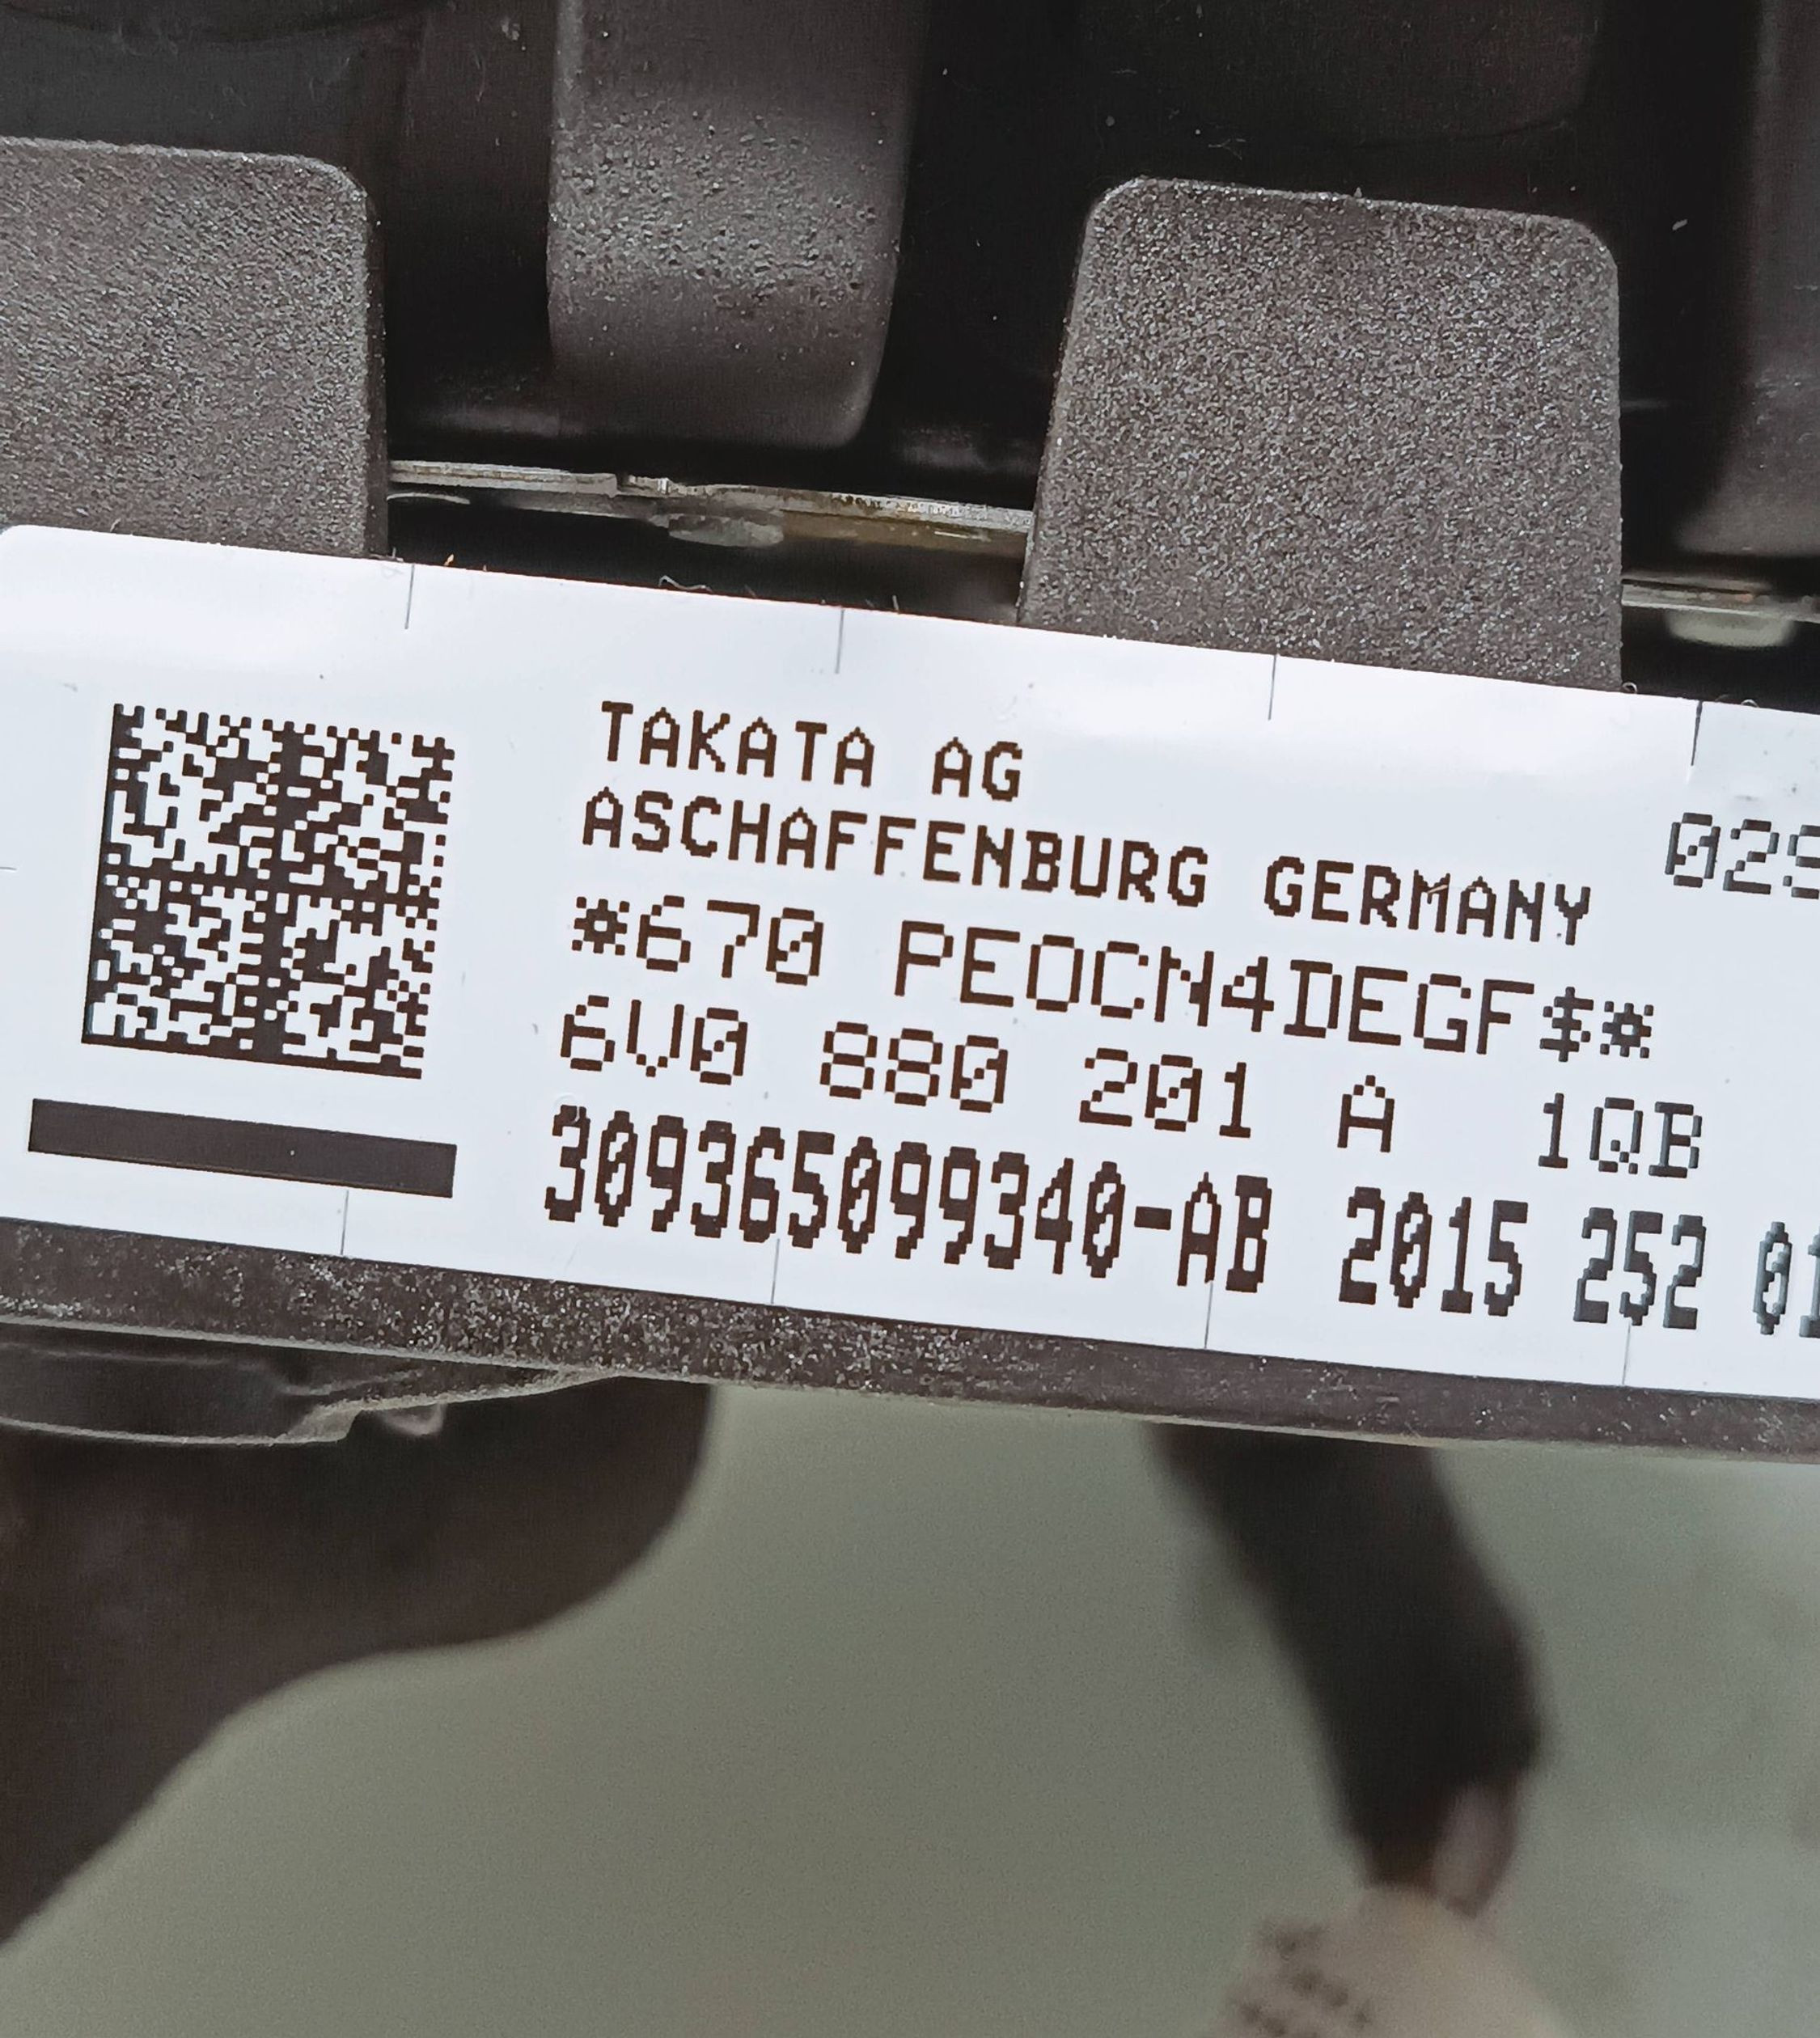 TAKATA AG
ASCHAFFENBURG GERMANY
*670 PEOCN4DEGF$*
6V0 880 201 A 1QB
309365099340-AB 2015 252